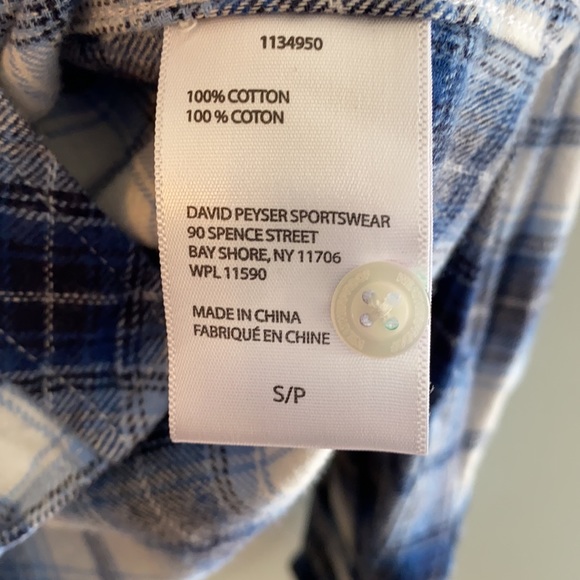 1134950
100% COTTON
100 % COTON
DAVID PEYSER SPORTSWEAR
90 SPENCE STREET
BAY SHORE, NY 11706
WPL 11590
MADE IN CHINA
FABRIQUÉ EN CHINE
S/P